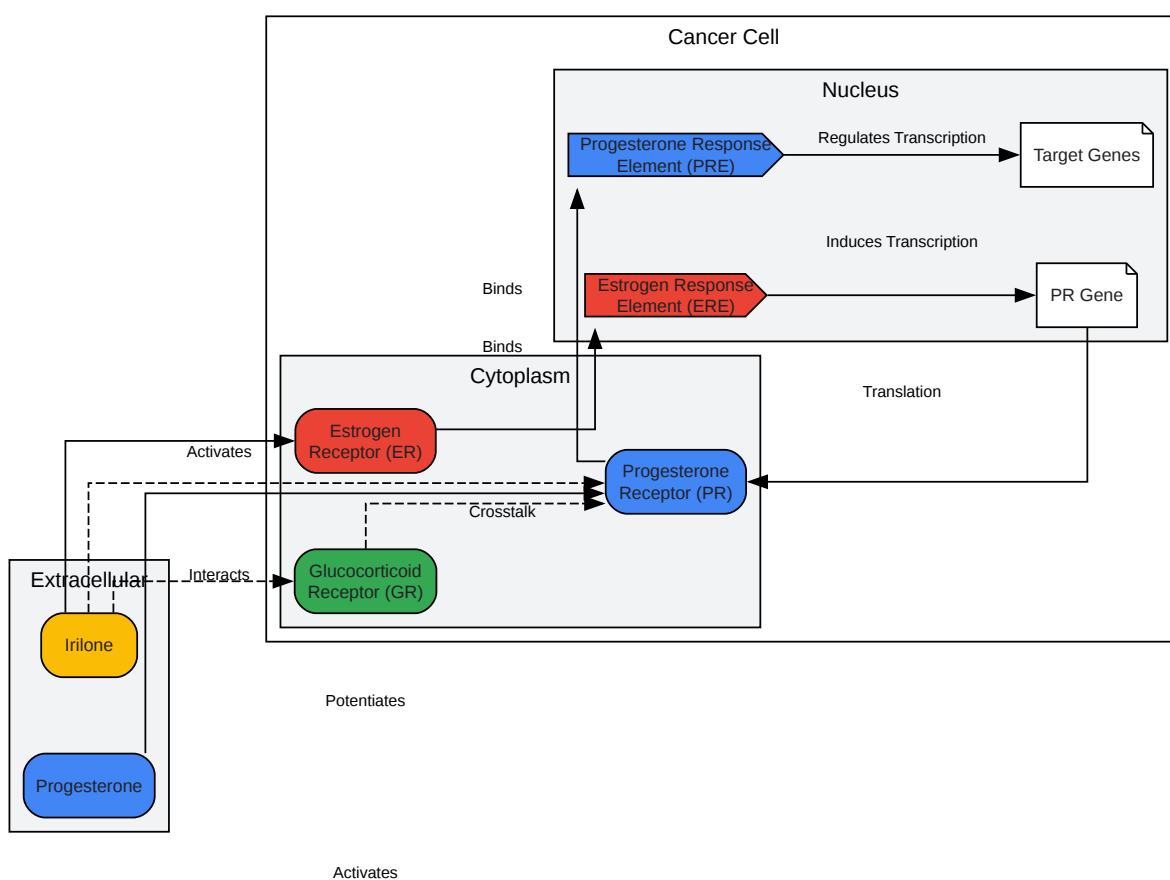 Cancer Cell
Nucleus
Progesterone Response
Element (PRE)
Regulates Transcription
Target Genes
Induces Transcription
Estrogen Response
Element (ERE)
PR Gene
Binds
Binds
Cytoplasm
Translation
Estrogen
Receptor (ER)
Activates
Progesterone
Receptor (PR)
Crosstalk
Glucocorticoid
Receptor (GR)
Interacts
Extracellular
Irilone
Potentiates
Progesterone
Activates